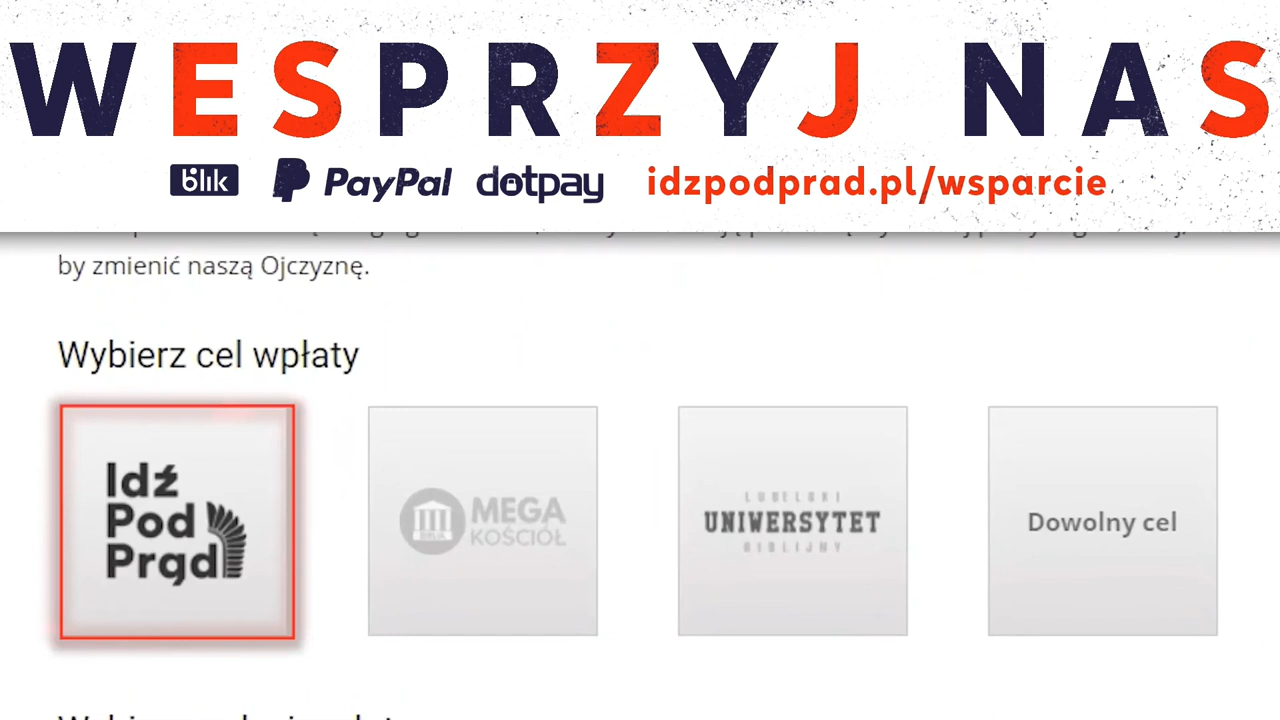 WESPRZYJ NAS
blik PayPal dotpay idzpodprad.pl/wsparcie
by zmienić naszą Ojczyznę.
Wybierz cel wpłaty
Idź
Pod
Prąd
MEGA
KOŚCIÓŁ
LUBELSKI
UNIWERSYTET
BIBLIJNY
Dowolny cel